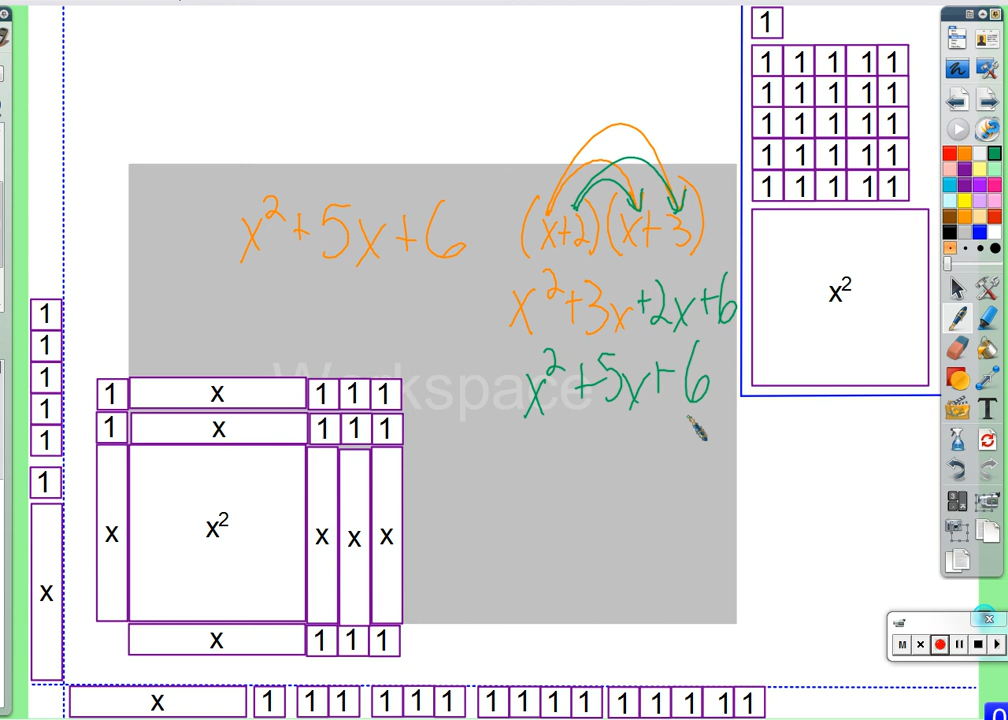 1
1 1 1 1 1
1 1 1 1 1
1 1 1 1 1
1 1 1 1 1
1 1 1 1 1
x²
x²+5x+6
(x+2)(x+3)
x²+3x+2x+6
x²+5x+6
Workspace
1
1
1
1
1
1
x
1 x 1 1 1
1 x 1 1 1
x x² x x x
x 1 1 1
x 1 1 1 1 1 1 1 1 1 1 1 1 1 1 1
T
M